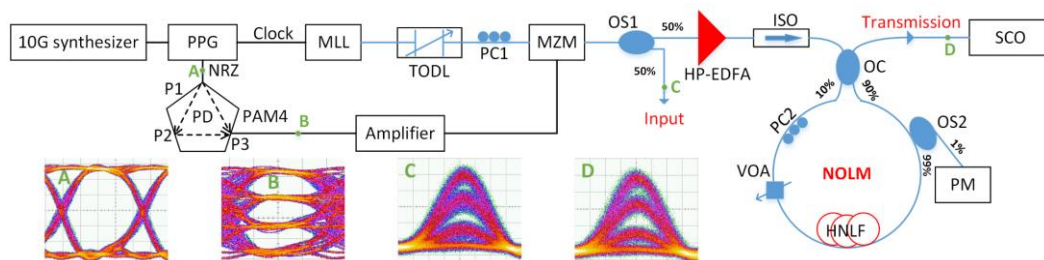 10G synthesizer
PPG
Clock
MLL
TODL
PC1
MZM
OS1
50%
50%
C
Input
HP-EDFA
ISO
Transmission
D
SCO
OC
10%
90%
A
NRZ
P1
PD
PAM4
P2
P3
B
Amplifier
PC2
VOA
NOLM
HNLF
OS2
1%
99%
PM
A
B
C
D